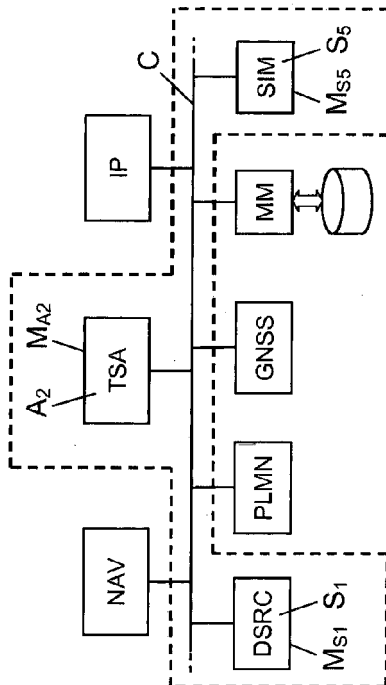 NAV
A2
TSA
MA2
IP
C
DSRC
MS1
S1
PLMN
GNSS
MM
SIM
MS5
S5